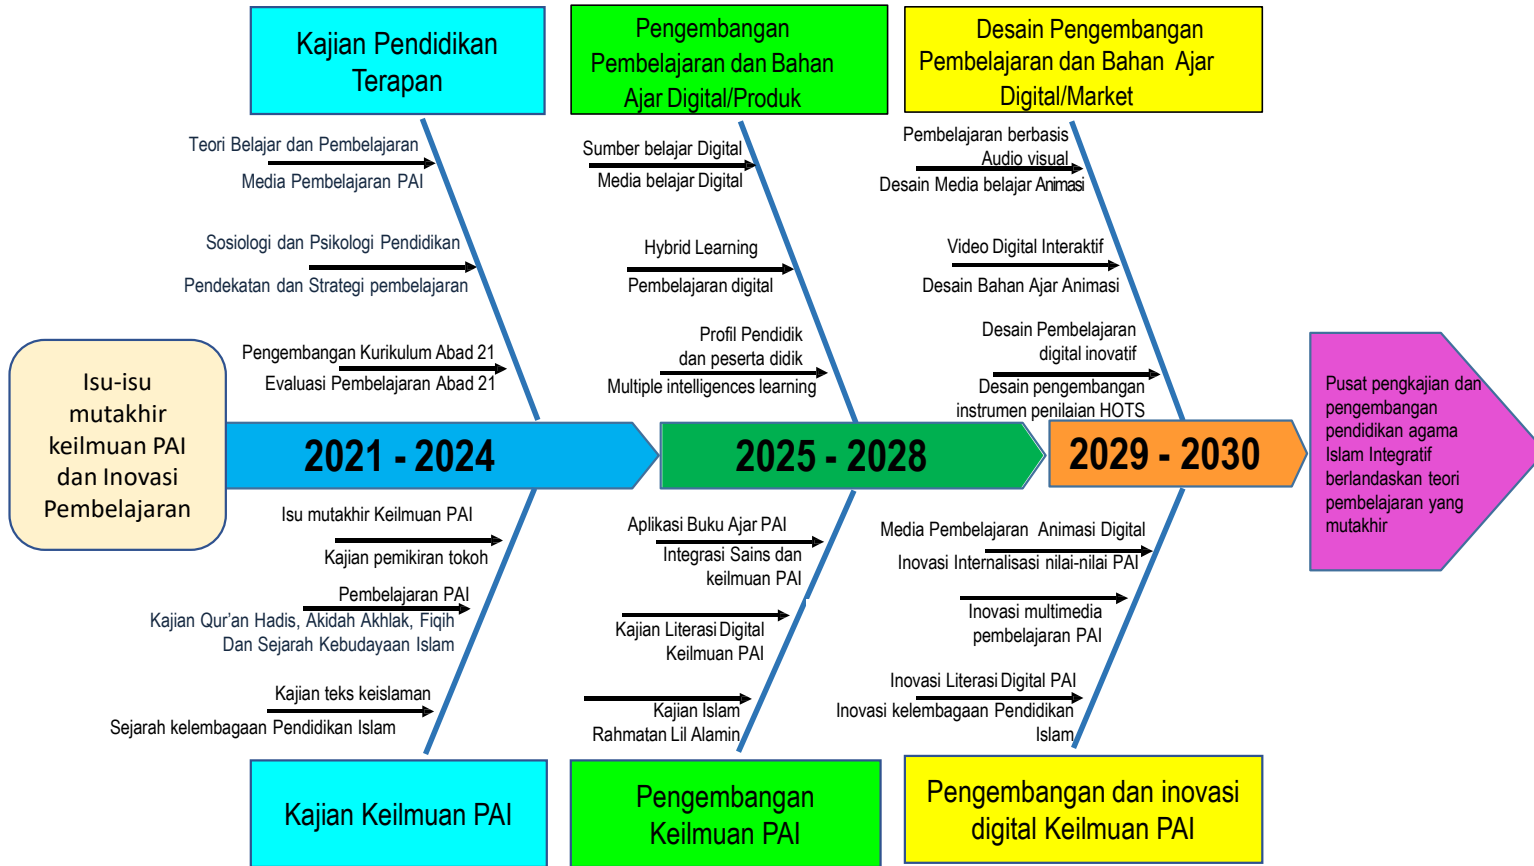 Kajian Pendidikan
Terapan
Pengembangan
Pembelajaran dan Bahan
Ajar Digital/Produk
Desain Pengembangan
Pembelajaran dan Bahan Ajar
Digital/Market
Teori Belajar dan Pembelajaran
Media Pembelajaran PAI
Sosiologi dan Psikologi Pendidikan
Pendekatan dan Strategi pembelajaran
Pengembangan Kurikulum Abad 21
Evaluasi Pembelajaran Abad 21
Sumber belajar Digital
Media belajar Digital
Hybrid Learning
Pembelajaran digital
Profil Pendidik
dan peserta didik
Multiple intelligences learning
Pembelajaran berbasis
Audio visual
Desain Media belajar Animasi
Video Digital Interaktif
Desain Bahan Ajar Animasi
Desain Pembelajaran
digital inovatif
Desain pengembangan
instrumen penilaian HOTS
Isu-isu
mutakhir
keilmuan PAI
dan Inovasi
Pembelajaran
2021 - 2024
2025 - 2028
2029 - 2030
Pusat pengkajian dan
pengembangan
pendidikan agama
Islam Integratif
berlandaskan teori
pembelajaran yang
mutakhir
Isu mutakhir Keilmuan PAI
Kajian pemikiran tokoh
Pembelajaran PAI
Kajian Qur'an Hadis, Akidah Akhlak, Fiqih
Dan Sejarah Kebudayaan Islam
Kajian teks keislaman
Sejarah kelembagaan Pendidikan Islam
Aplikasi Buku Ajar PAI
Integrasi Sains dan
keilmuan PAI
Kajian Literasi Digital
Keilmuan PAI
Kajian Islam
Rahmatan Lil Alamin
Media Pembelajaran Animasi Digital
Inovasi Internalisasi nilai-nilai PAI
Inovasi multimedia
pembelajaran PAI
Inovasi Literasi Digital PAI
Inovasi kelembagaan Pendidikan
Islam
Kajian Keilmuan PAI
Pengembangan
Keilmuan PAI
Pengembangan dan inovasi
digital Keilmuan PAI